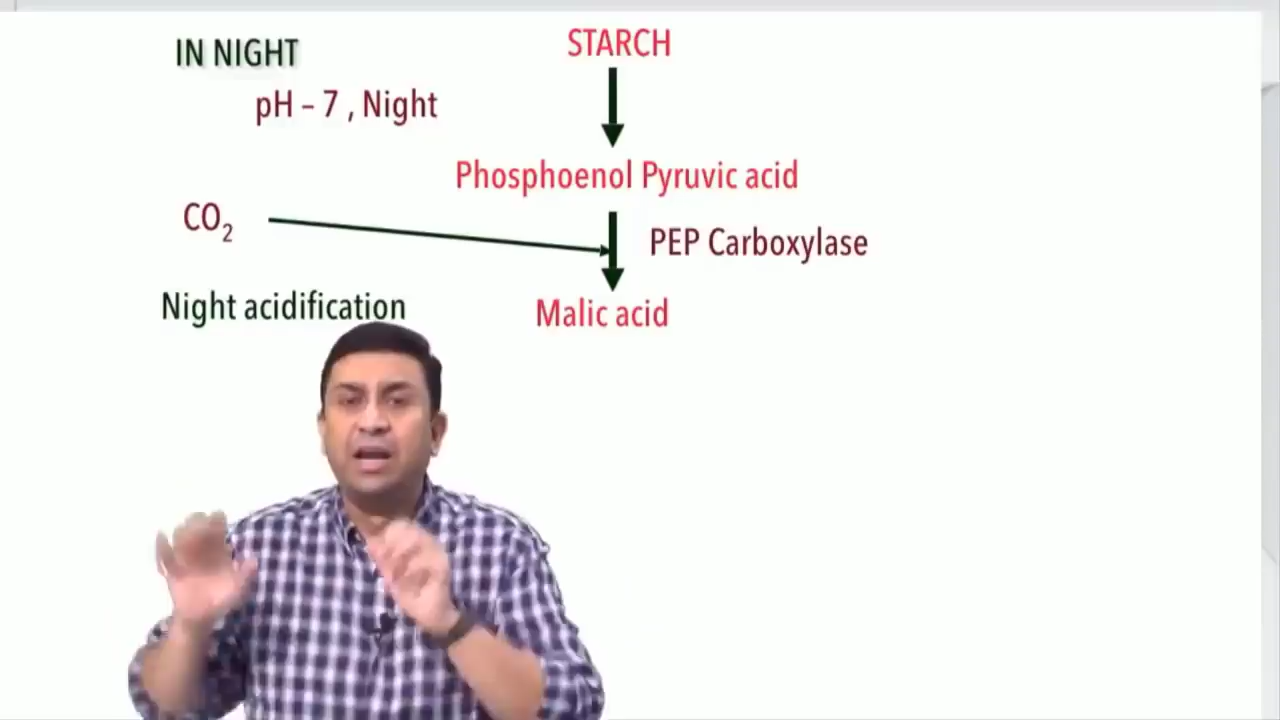 IN NIGHT
STARCH
pH – 7 , Night
Phosphoenol Pyruvic acid
CO₂
PEP Carboxylase
Night acidification
Malic acid